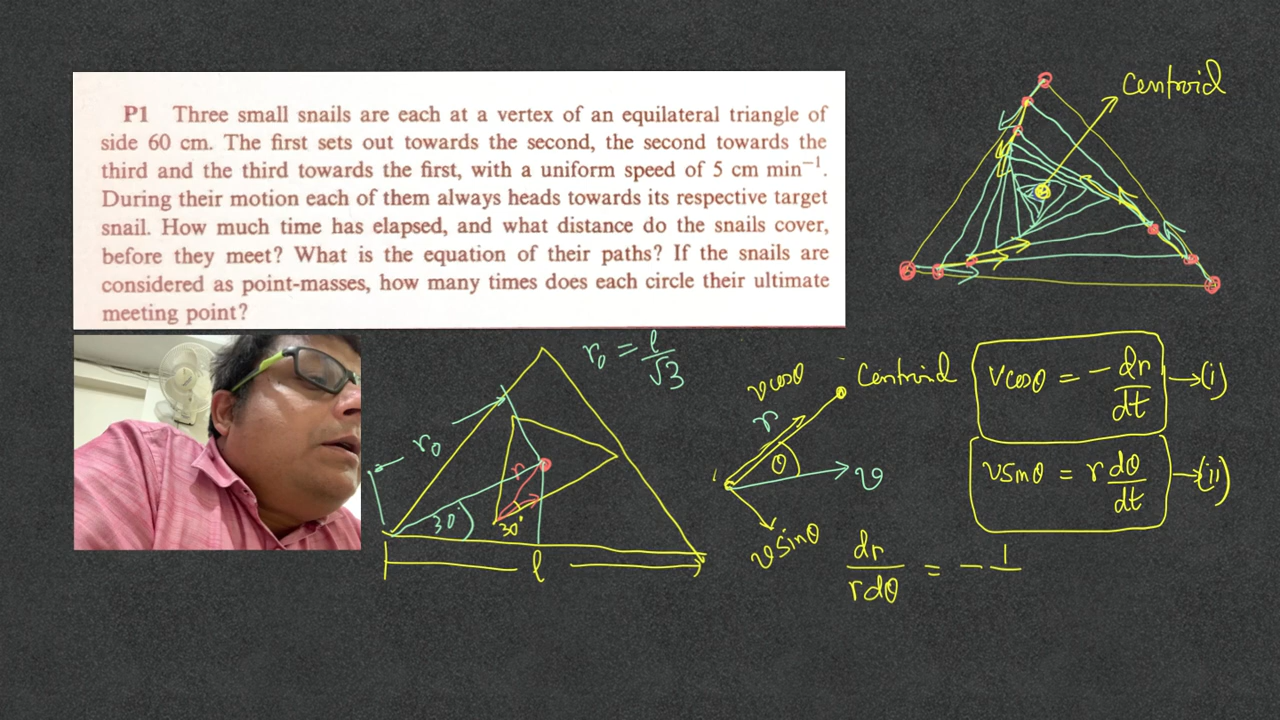 P1 Three small snails are each at a vertex of an equilateral triangle of
side 60 cm. The first sets out towards the second, the second towards the
third and the third towards the first, with a uniform speed of 5 cm min⁻¹.
During their motion each of them always heads towards its respective target
snail. How much time has elapsed, and what distance do the snails cover,
before they meet? What is the equation of their paths? If the snails are
considered as point-masses, how many times does each circle their ultimate
meeting point?
centroid
r₀ = l/√3
r₀
r
30°
30°
l
vcosθ
Centroid
r
θ
v
vsinθ
vcosθ = -dr/dt →(i)
vsinθ = r dθ/dt →(ii)
dr/rdθ = - 1/